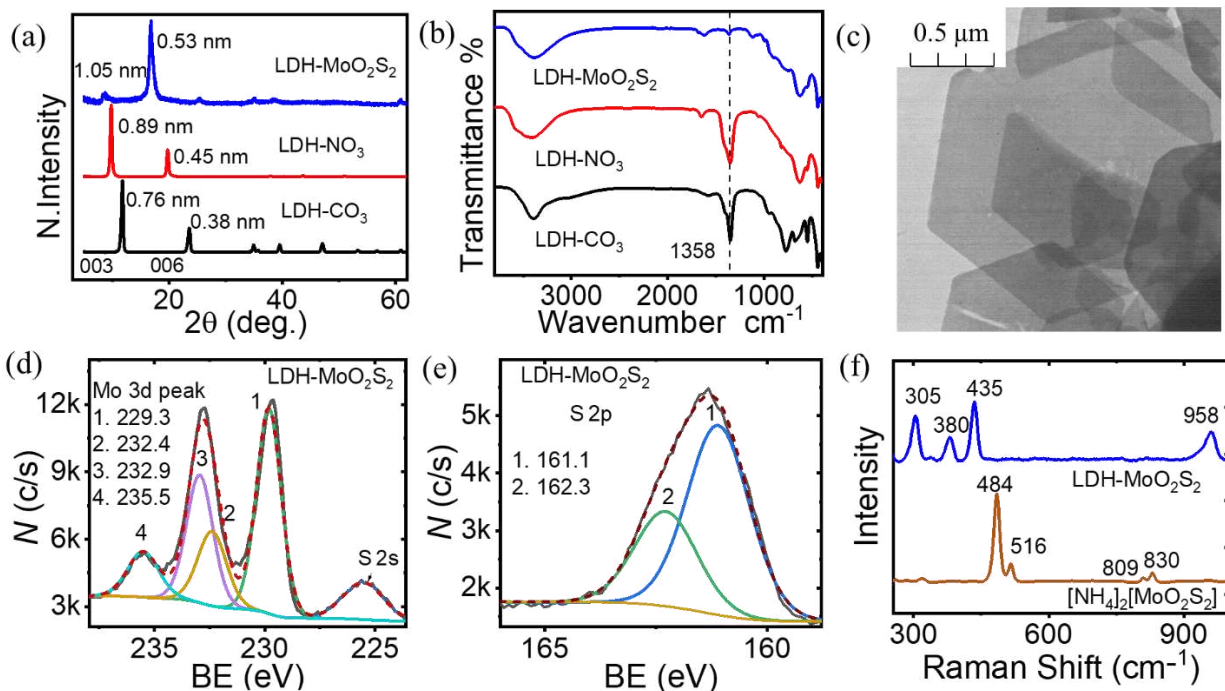 (a)
0.53 nm
1.05 nm
LDH-MoO₂S₂
0.89 nm
0.45 nm
LDH-NO₃
0.76 nm
0.38 nm
LDH-CO₃
003
006
20
40
60
2θ (deg.)
N.Intensity
(b)
LDH-MoO₂S₂
LDH-NO₃
LDH-CO₃
1358
3000
2000
1000
Wavenumber cm⁻¹
Transmittance %
(c)
0.5 µm
(d)
Mo 3d peak
1. 229.3
2. 232.4
3. 232.9
4. 235.5
LDH-MoO₂S₂
1
3
2
4
S 2s
12k
9k
6k
3k
235
230
225
BE (eV)
N (c/s)
(e)
LDH-MoO₂S₂
S 2p
1. 161.1
2. 162.3
1
2
5k
4k
3k
2k
165
160
BE (eV)
N (c/s)
(f)
305
380
435
958
LDH-MoO₂S₂
484
516
809
830
[NH₄]₂[MoO₂S₂]
300
600
900
Raman Shift (cm⁻¹)
Intensity